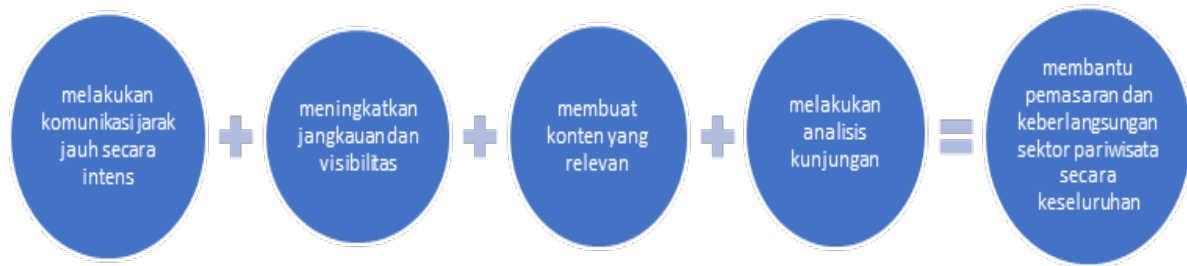 melakukan
komunikasi jarak
jauh secara
intens
+
meningkatkan
jangkauan dan
visibilitas
+
membuat
konten yang
relevan
+
melakukan
analisis
kunjungan
=
membantu
pemasaran dan
keberlangsungan
sektor pariwisata
secara
keseluruhan